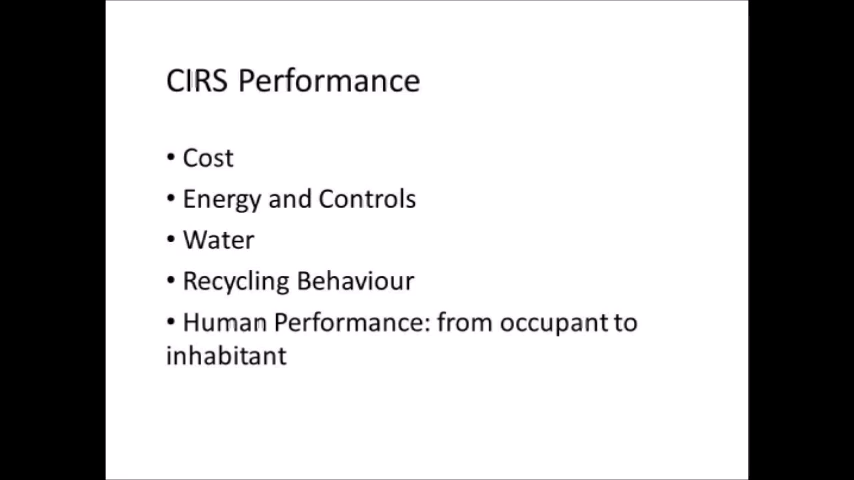 CIRS Performance
• Cost
• Energy and Controls
• Water
• Recycling Behaviour
• Human Performance: from occupant to
inhabitant